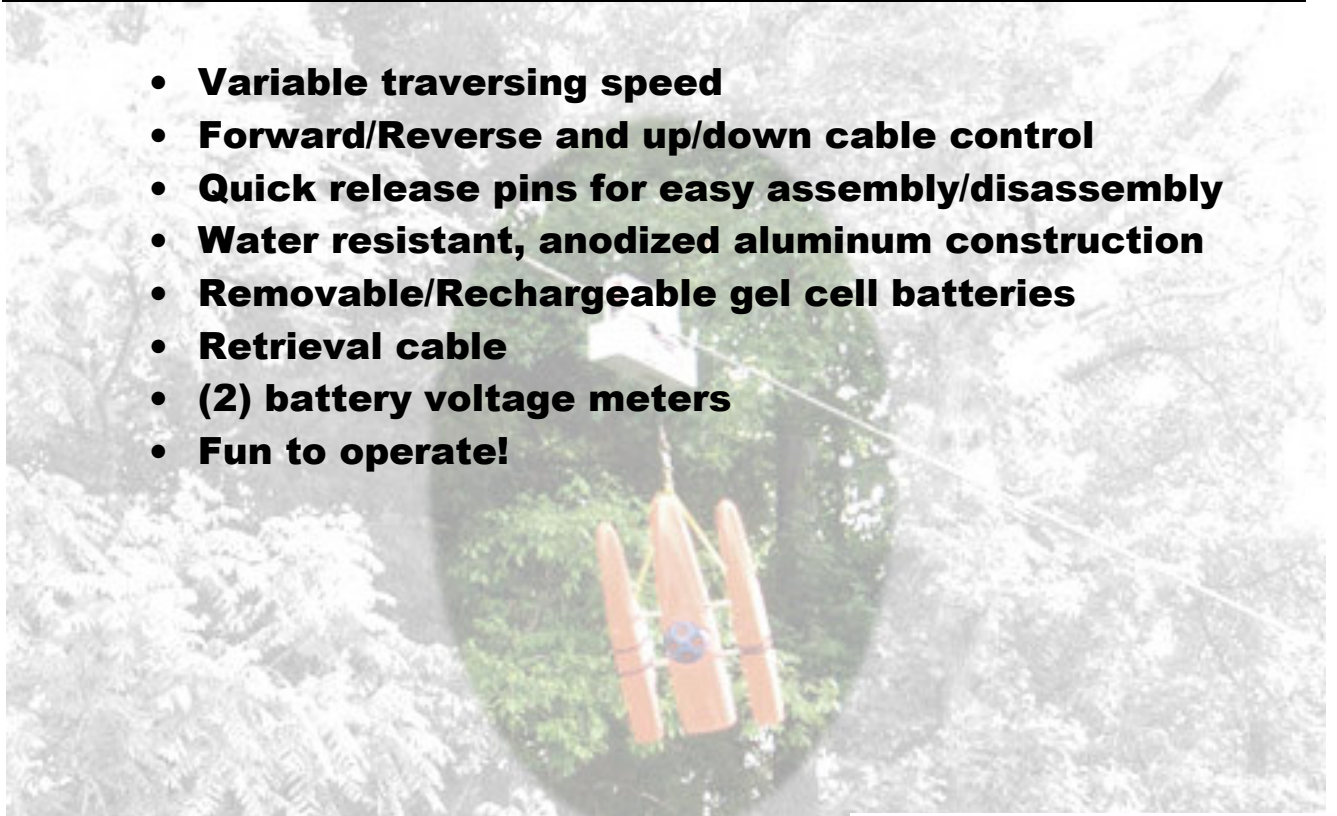 • Variable traversing speed
• Forward/Reverse and up/down cable control
• Quick release pins for easy assembly/disassembly
• Water resistant, anodized aluminum construction
• Removable/Rechargeable gel cell batteries
• Retrieval cable
• (2) battery voltage meters
• Fun to operate!